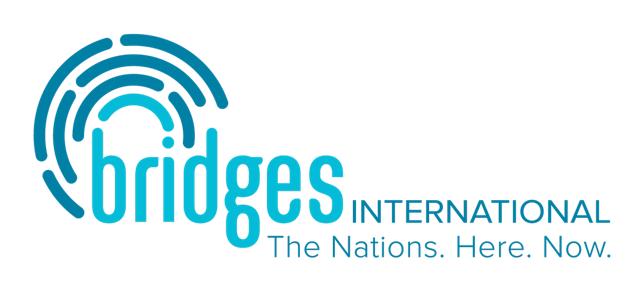 bridges INTERNATIONAL
The Nations. Here. Now.